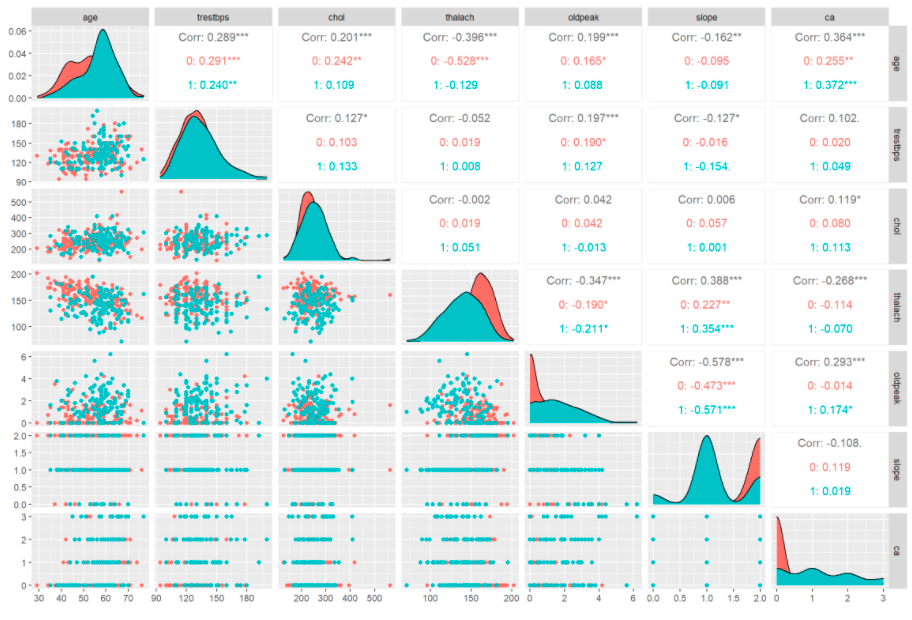 age trestbps chol thalach oldpeak slope ca
0.06
0.04
0.02
0.00
Corr: 0.289*** Corr: 0.201*** Corr: -0.396*** Corr: 0.199*** Corr: -0.162** Corr: 0.364***
0: 0.291*** 0: 0.242** 0: -0.528*** 0: 0.165* 0: -0.095 0: 0.255**
1: 0.240** 1: 0.109 1: -0.129 1: 0.088 1: -0.091 1: 0.372***
age
180
150
120
90
Corr: 0.127* Corr: -0.052 Corr: 0.197*** Corr: -0.127* Corr: 0.102.
0: 0.103 0: 0.019 0: 0.190* 0: -0.016 0: 0.020
1: 0.133 1: 0.008 1: 0.127 1: -0.154. 1: 0.049
trestbps
500
400
300
200
Corr: -0.002 Corr: 0.042 Corr: 0.006 Corr: 0.119*
0: 0.019 0: 0.042 0: 0.057 0: 0.080
1: 0.051 1: -0.013 1: 0.001 1: 0.113
chol
200
150
100
Corr: -0.347*** Corr: 0.388*** Corr: -0.268***
0: -0.190* 0: 0.227** 0: -0.114
1: -0.211* 1: 0.354*** 1: -0.070
thalach
6
4
2
0
Corr: -0.578*** Corr: 0.293***
0: -0.473*** 0: -0.014
1: -0.571*** 1: 0.174*
oldpeak
2.0
1.5
1.0
0.5
0.0
Corr: -0.108.
0: 0.119
1: 0.019
slope
3
2
1
0
ca
30 40 50 60 70 90 120 150 180 200 300 400 500 100 150 200 0 2 4 6 0.0 0.5 1.0 1.5 2.0 0 1 2 3